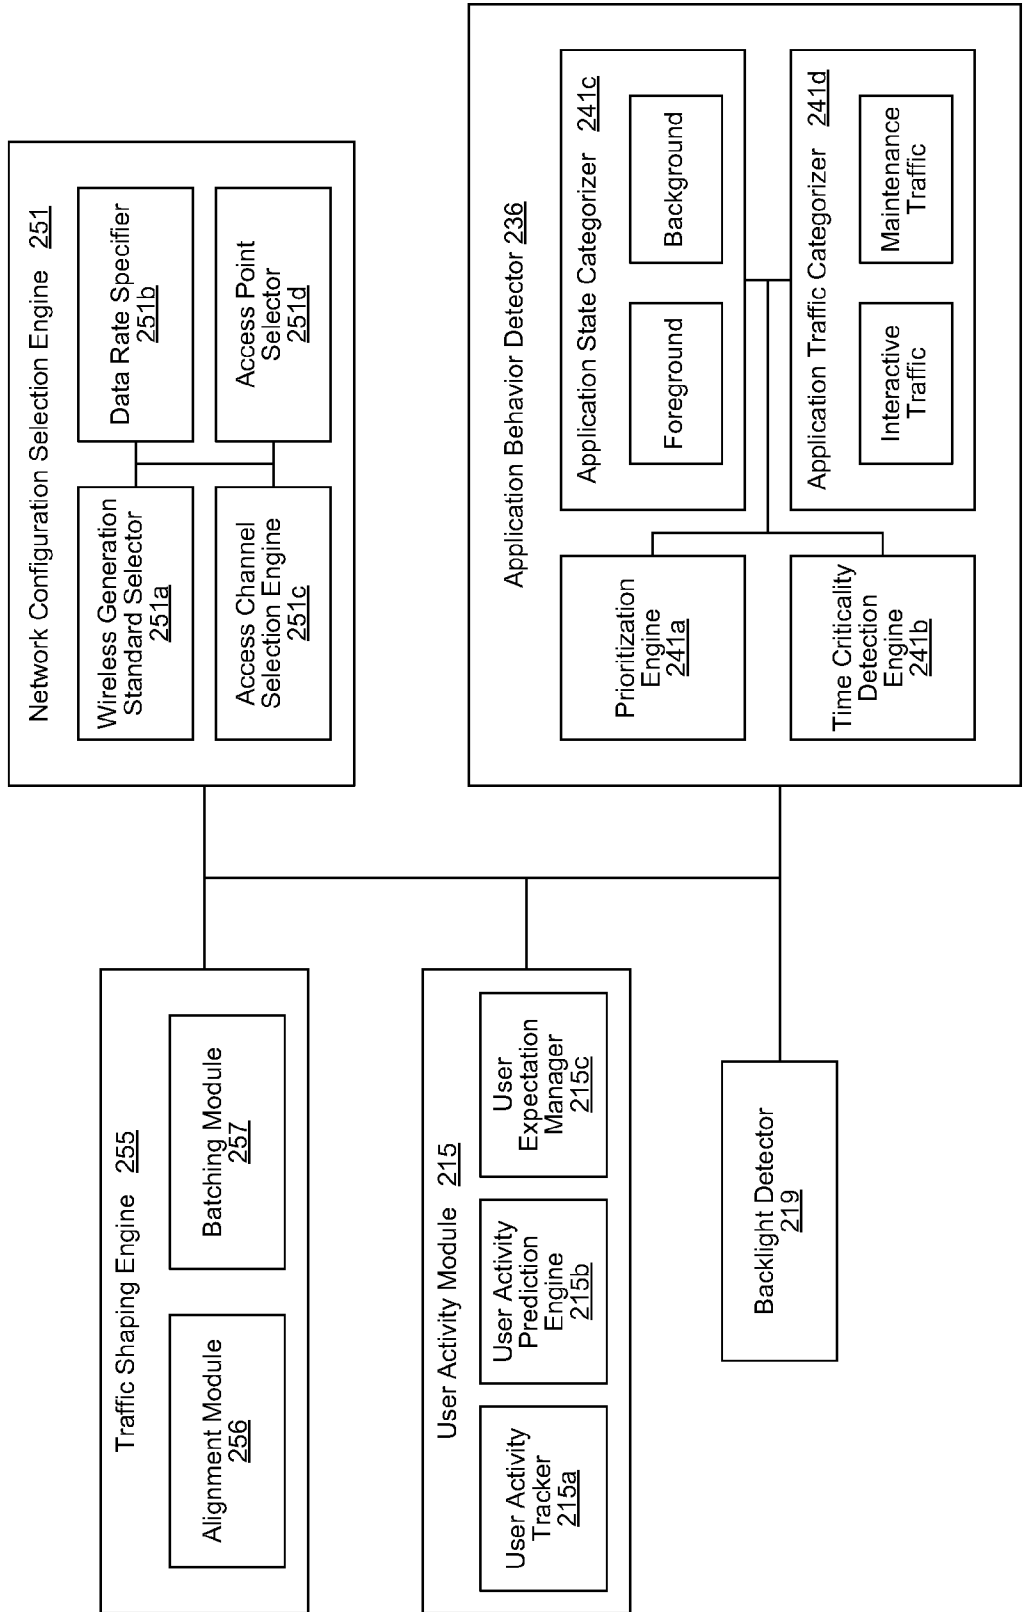 Traffic Shaping Engine 255
Alignment Module
256
Batching Module
257
Network Configuration Selection Engine 251
Wireless Generation
Standard Selector
251a
Data Rate Specifier
251b
Access Channel
Selection Engine
251c
Access Point
Selector
251d
User Activity Module 215
User Activity
Tracker
215a
User Activity
Prediction
Engine
215b
User
Expectation
Manager
215c
Backlight Detector
219
Application Behavior Detector 236
Prioritization
Engine
241a
Time Criticality
Detection
Engine
241b
Application State Categorizer 241c
Foreground
Background
Application Traffic Categorizer 241d
Interactive
Traffic
Maintenance
Traffic